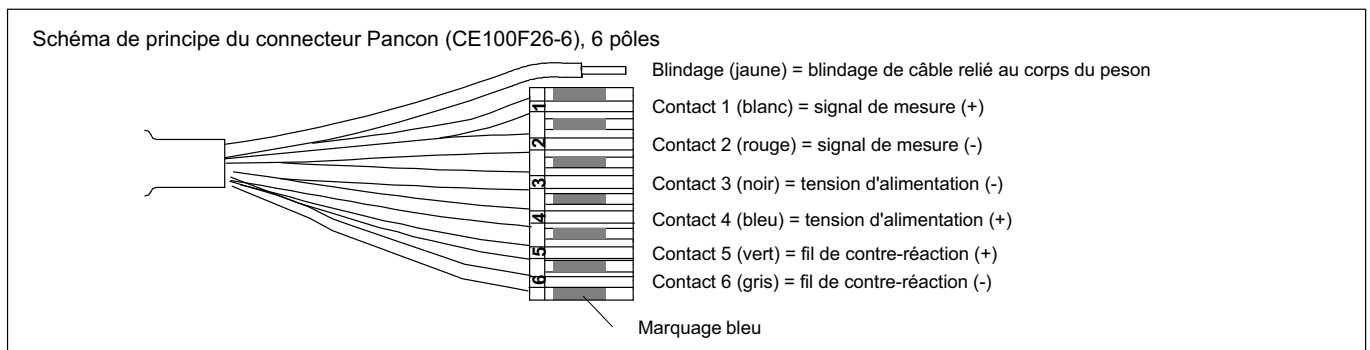 Schéma de principe du connecteur Pancon (CE100F26-6), 6 pôles
Blindage (jaune) = blindage de câble relié au corps du peson
1 Contact 1 (blanc) = signal de mesure (+)
2 Contact 2 (rouge) = signal de mesure (-)
3 Contact 3 (noir) = tension d'alimentation (-)
4 Contact 4 (bleu) = tension d'alimentation (+)
5 Contact 5 (vert) = fil de contre-réaction (+)
6 Contact 6 (gris) = fil de contre-réaction (-)
Marquage bleu